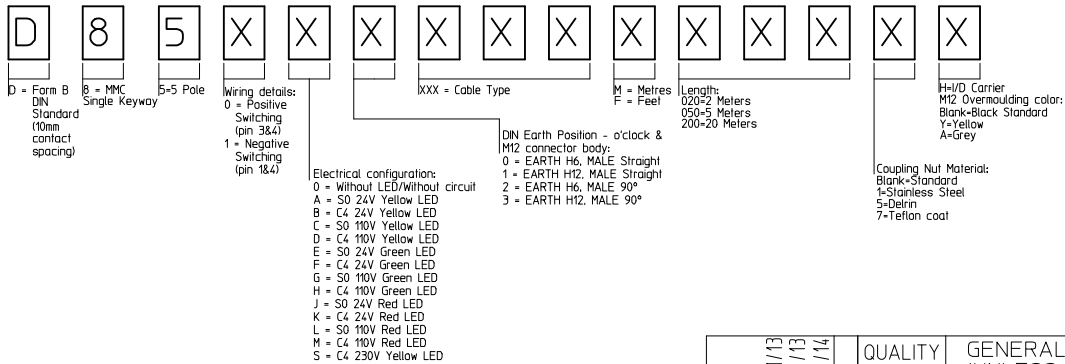 D 8 5 X X X X X X X X X X X X
D = Form B
DIN
Standard
(10mm
contact
spacing)
8 = MMC
Single Keyway
5=5 Pole
Wiring details:
0 = Positive
Switching
(pin 3&4)
1 = Negative
Switching
(pin 1&4)
Electrical configuration:
0 = Without LED/Without circuit
A = S0 24V Yellow LED
B = C4 24V Yellow LED
C = S0 110V Yellow LED
D = C4 110V Yellow LED
E = S0 24V Green LED
F = C4 24V Green LED
G = S0 110V Green LED
H = C4 110V Green LED
J = S0 24V Red LED
K = C4 24V Red LED
L = S0 110V Red LED
M = C4 110V Red LED
S = C4 230V Yellow LED
DIN Earth Position - o'clock &
M12 connector body:
0 = EARTH H6, MALE Straight
1 = EARTH H12, MALE Straight
2 = EARTH H6, MALE 90°
3 = EARTH H12, MALE 90°
XXX = Cable Type
M = Metres
F = Feet
Length:
020=2 Meters
050=5 Meters
200=20 Meters
Coupling Nut Material:
Blank=Standard
1=Stainless Steel
5=Delrin
7=Teflon coat
H=I/D Carrier
M12 Overmoulding color:
Blank=Black Standard
Y=Yellow
A=Grey
/13
/13
/14
QUALITY
GENERAL